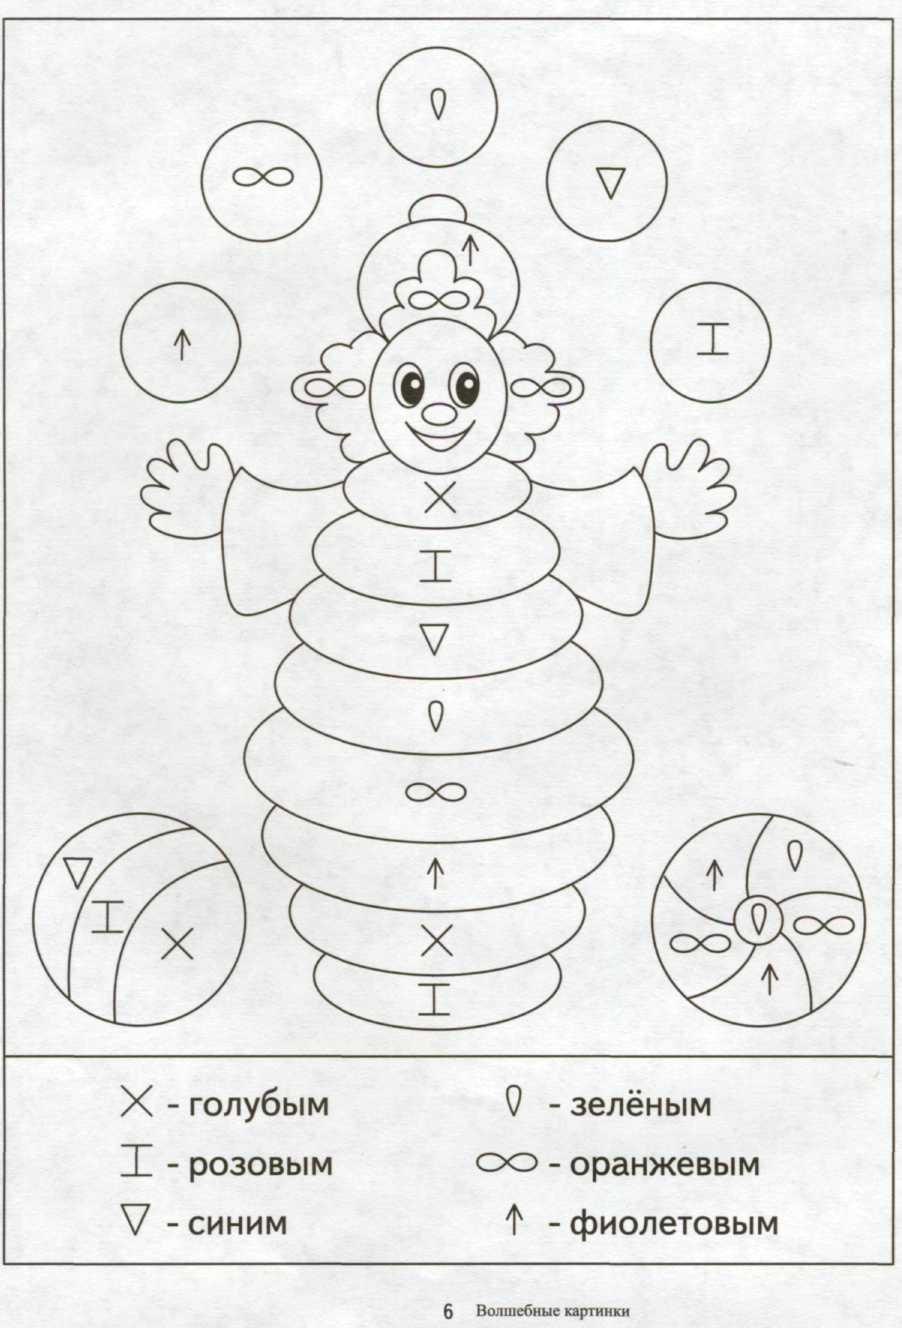 - голубым
- розовым
- синим
- зелёным
- оранжевым
- фиолетовым
6 Волшебные картинки